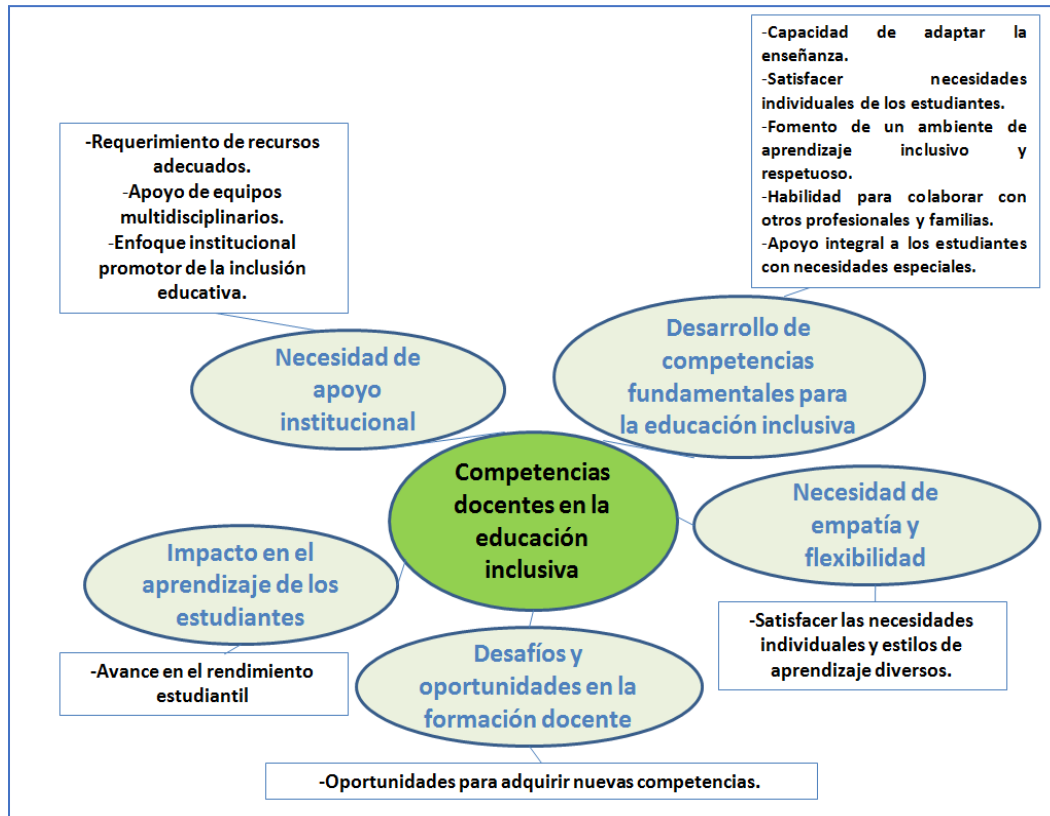 -Capacidad de adaptar la
enseñanza.
-Satisfacer necesidades
individuales de los estudiantes.
-Fomento de un ambiente de
aprendizaje inclusivo y
respetuoso.
-Habilidad para colaborar con
otros profesionales y familias.
-Apoyo integral a los estudiantes
con necesidades especiales.
-Requerimiento de recursos
adecuados.
-Apoyo de equipos
multidisciplinarios.
-Enfoque institucional
promotor de la inclusión
educativa.
Necesidad de
apoyo
institucional
Desarrollo de
competencias
fundamentales para
la educación inclusiva
Competencias
docentes en la
educación
inclusiva
Necesidad de
empatía y
flexibilidad
Impacto en el
aprendizaje de los
estudiantes
-Satisfacer las necesidades
individuales y estilos de
aprendizaje diversos.
-Avance en el rendimiento
estudiantil
Desafíos y
oportunidades en la
formación docente
-Oportunidades para adquirir nuevas competencias.